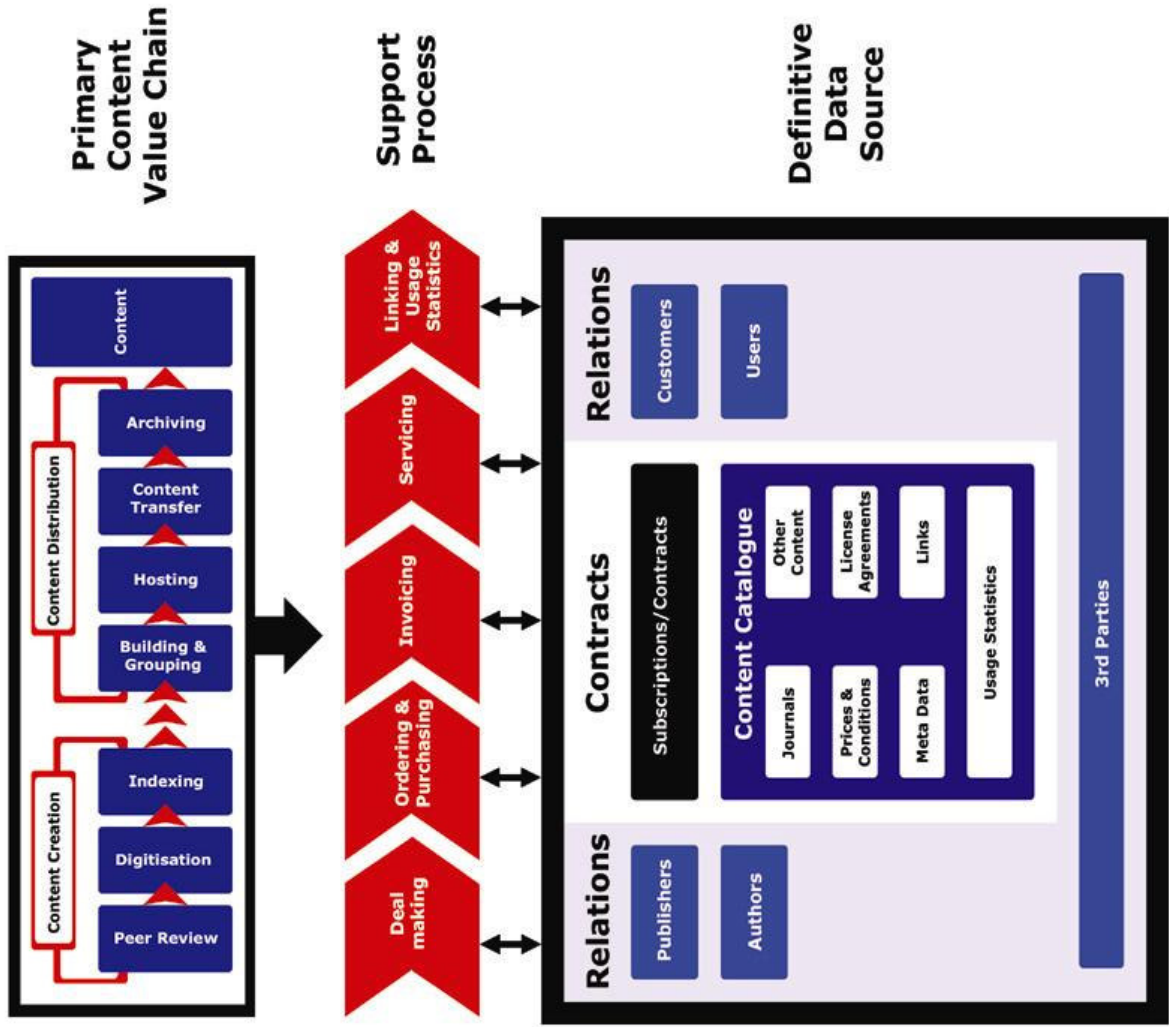 Primary
Content
Value Chain
Content Creation
Content Distribution
Peer Review
Digitisation
Indexing
Building &
Grouping
Hosting
Content
Transfer
Archiving
Content
Support
Process
Deal
making
Ordering &
Purchasing
Invoicing
Servicing
Linking &
Usage
Statistics
Definitive
Data
Source
Relations
Publishers
Authors
Contracts
Subscriptions/Contracts
Content Catalogue
Journals
Other
Content
Prices &
Conditions
License
Agreements
Meta Data
Links
Usage Statistics
Relations
Customers
Users
3rd Parties